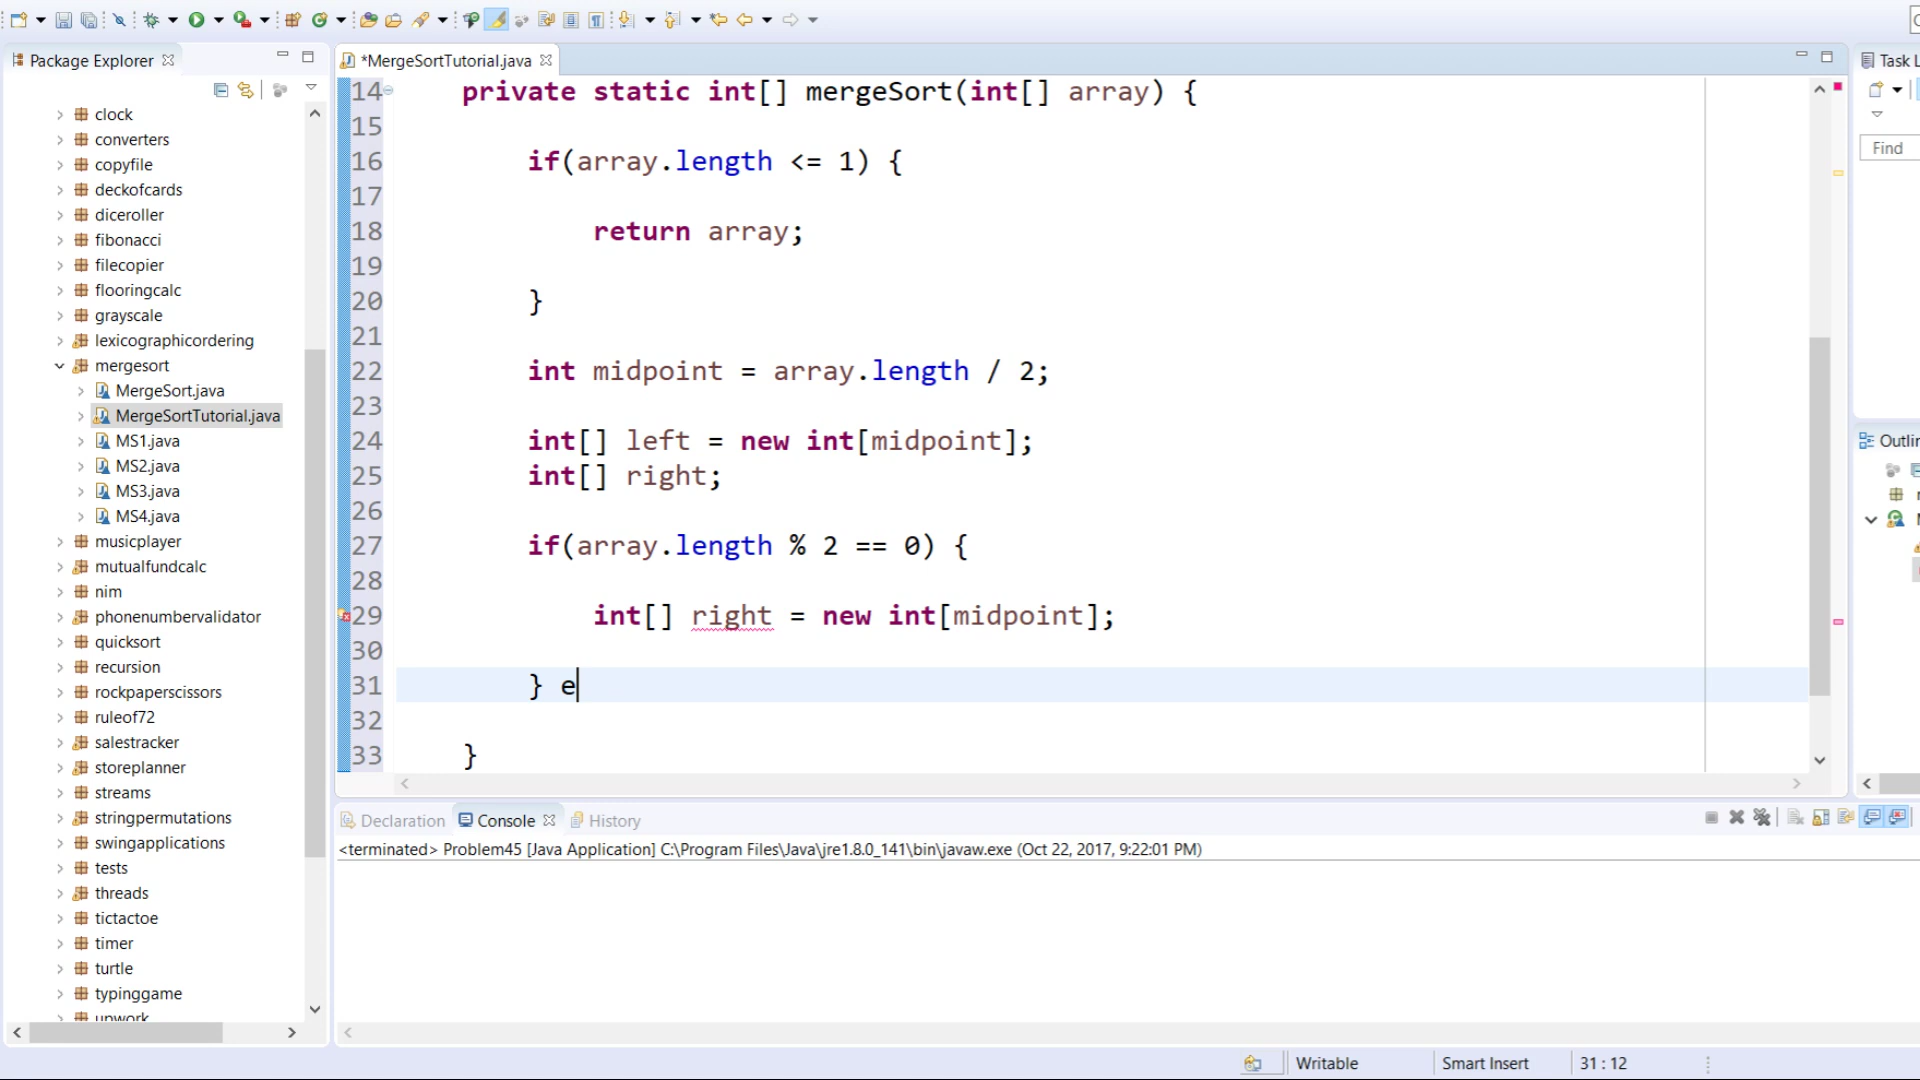 Package Explorer
*MergeSortTutorial.java
Task L
clock
converters
copyfile
deckofcards
diceroller
fibonacci
filecopier
flooringcalc
grayscale
lexicographicordering
mergesort
MergeSort.java
MergeSortTutorial.java
MS1.java
MS2.java
MS3.java
MS4.java
musicplayer
mutualfundcalc
nim
phonenumbervalidator
quicksort
recursion
rockpaperscissors
ruleof72
salestracker
storeplanner
streams
stringpermutations
swingapplications
tests
threads
tictactoe
timer
turtle
typinggame
upwork
14 private static int[] mergeSort(int[] array) {
15
16 if(array.length <= 1) {
17
18 return array;
19
20 }
21
22 int midpoint = array.length / 2;
23
24 int[] left = new int[midpoint];
25 int[] right;
26
27 if(array.length % 2 == 0) {
28
29 int[] right = new int[midpoint];
30
31 } e
32
33 }
Find
Outlin
Declaration Console History
<terminated> Problem45 [Java Application] C:\Program Files\Java\jre1.8.0_141\bin\javaw.exe (Oct 22, 2017, 9:22:01 PM)
Writable Smart Insert 31 : 12